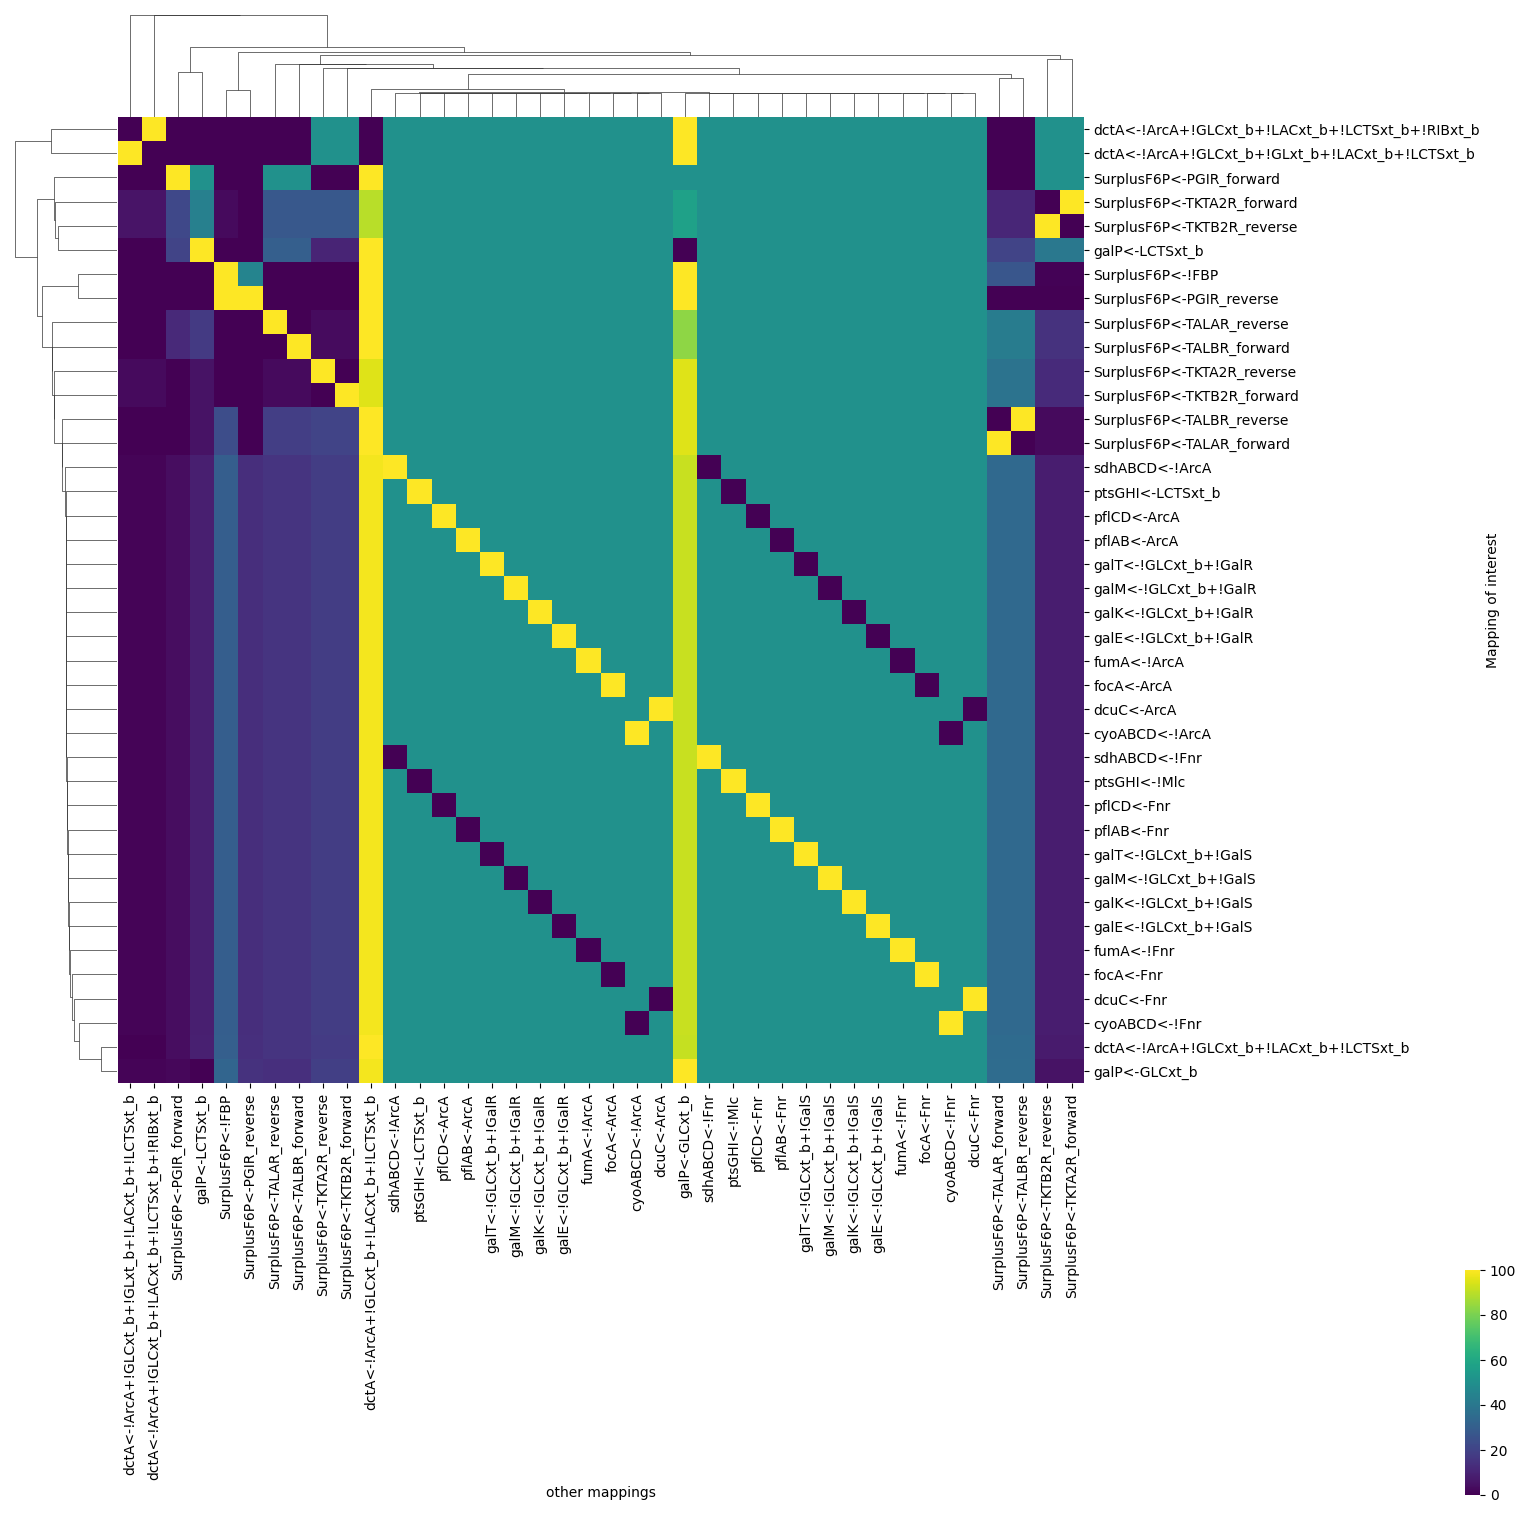 dctA<-!ArcA+!GLCxt_b+!LACxt_b+!LCTSxt_b+!RIBxt_b
dctA<-!ArcA+!GLCxt_b+!GLxt_b+!LACxt_b+!LCTSxt_b
SurplusF6P<-PGIR_forward
SurplusF6P<-TKTA2R_forward
SurplusF6P<-TKTB2R_reverse
galP<-LCTSxt_b
SurplusF6P<-!FBP
SurplusF6P<-PGIR_reverse
SurplusF6P<-TALAR_reverse
SurplusF6P<-TALBR_forward
SurplusF6P<-TKTA2R_reverse
SurplusF6P<-TKTB2R_forward
SurplusF6P<-TALBR_reverse
SurplusF6P<-TALAR_forward
sdhABCD<-!ArcA
ptsGHI<-LCTSxt_b
pflCD<-ArcA
pflAB<-ArcA
galT<-!GLCxt_b+!GalR
galM<-!GLCxt_b+!GalR
galK<-!GLCxt_b+!GalR
galE<-!GLCxt_b+!GalR
fumA<-!ArcA
focA<-ArcA
dcuC<-ArcA
cyoABCD<-!ArcA
sdhABCD<-!Fnr
ptsGHI<-!Mlc
pflCD<-Fnr
pflAB<-Fnr
galT<-!GLCxt_b+!GalS
galM<-!GLCxt_b+!GalS
galK<-!GLCxt_b+!GalS
galE<-!GLCxt_b+!GalS
fumA<-!Fnr
focA<-Fnr
dcuC<-Fnr
cyoABCD<-!Fnr
dctA<-!ArcA+!GLCxt_b+!LACxt_b+!LCTSxt_b
galP<-GLCxt_b
Mapping of interest
dctA<-!ArcA+!GLCxt_b+!GLxt_b+!LACxt_b+!LCTSxt_b
dctA<-!ArcA+!GLCxt_b+!LACxt_b+!LCTSxt_b+!RIBxt_b
SurplusF6P<-PGIR_forward
galP<-LCTSxt_b
SurplusF6P<-!FBP
SurplusF6P<-PGIR_reverse
SurplusF6P<-TALAR_reverse
SurplusF6P<-TALBR_forward
SurplusF6P<-TKTA2R_reverse
SurplusF6P<-TKTB2R_forward
dctA<-!ArcA+!GLCxt_b+!LACxt_b+!LCTSxt_b
sdhABCD<-!ArcA
ptsGHI<-LCTSxt_b
pflCD<-ArcA
pflAB<-ArcA
galT<-!GLCxt_b+!GalR
galM<-!GLCxt_b+!GalR
galK<-!GLCxt_b+!GalR
galE<-!GLCxt_b+!GalR
fumA<-!ArcA
focA<-ArcA
cyoABCD<-!ArcA
dcuC<-ArcA
galP<-GLCxt_b
sdhABCD<-!Fnr
ptsGHI<-!Mlc
pflCD<-Fnr
pflAB<-Fnr
galT<-!GLCxt_b+!GalS
galM<-!GLCxt_b+!GalS
galK<-!GLCxt_b+!GalS
galE<-!GLCxt_b+!GalS
fumA<-!Fnr
focA<-Fnr
cyoABCD<-!Fnr
dcuC<-Fnr
SurplusF6P<-TALAR_forward
SurplusF6P<-TALBR_reverse
SurplusF6P<-TKTB2R_reverse
SurplusF6P<-TKTA2R_forward
other mappings
100
80
60
40
20
0